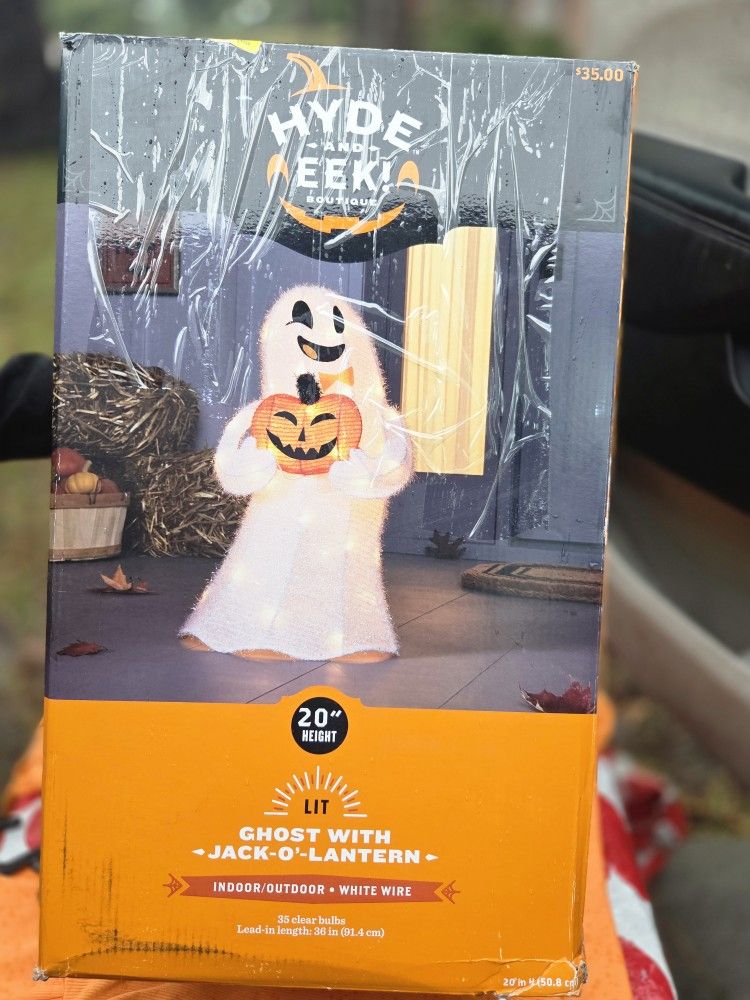 $35.00
HYDE
AND
EEK!™
BOUTIQUE
20" HEIGHT
LIT
GHOST WITH
JACK-O'-LANTERN
INDOOR/OUTDOOR • WHITE WIRE
35 clear bulbs
Lead-in length: 36 in (91.4 cm)
20 in H (50.8 cm)